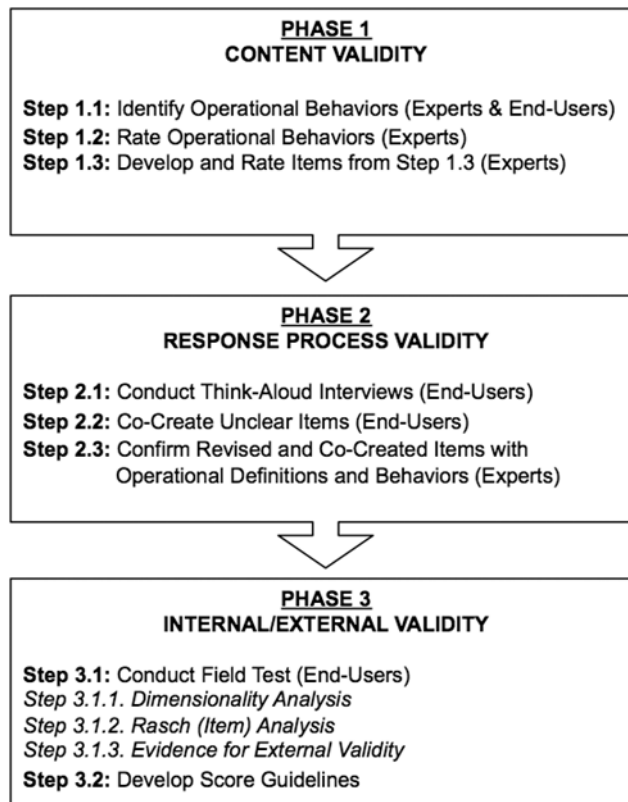 PHASE 1
CONTENT VALIDITY
Step 1.1: Identify Operational Behaviors (Experts & End-Users)
Step 1.2: Rate Operational Behaviors (Experts)
Step 1.3: Develop and Rate Items from Step 1.3 (Experts)
PHASE 2
RESPONSE PROCESS VALIDITY
Step 2.1: Conduct Think-Aloud Interviews (End-Users)
Step 2.2: Co-Create Unclear Items (End-Users)
Step 2.3: Confirm Revised and Co-Created Items with
Operational Definitions and Behaviors (Experts)
PHASE 3
INTERNAL/EXTERNAL VALIDITY
Step 3.1: Conduct Field Test (End-Users)
Step 3.1.1. Dimensionality Analysis
Step 3.1.2. Rasch (Item) Analysis
Step 3.1.3. Evidence for External Validity
Step 3.2: Develop Score Guidelines